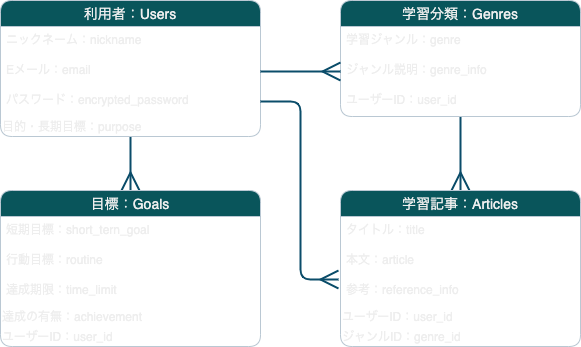 利用者：Users
ニックネーム：nickname
Eメール：email
パスワード：encrypted_password
目的・長期目標：purpose
学習分類：Genres
学習ジャンル：genre
ジャンル説明：genre_info
ユーザーID：user_id
目標：Goals
短期目標：short_tern_goal
行動目標：routine
達成期限：time_limit
達成の有無：achievement
ユーザーID：user_id
学習記事：Articles
タイトル：title
本文：article
参考：reference_info
ユーザーID：user_id
ジャンルID：genre_id